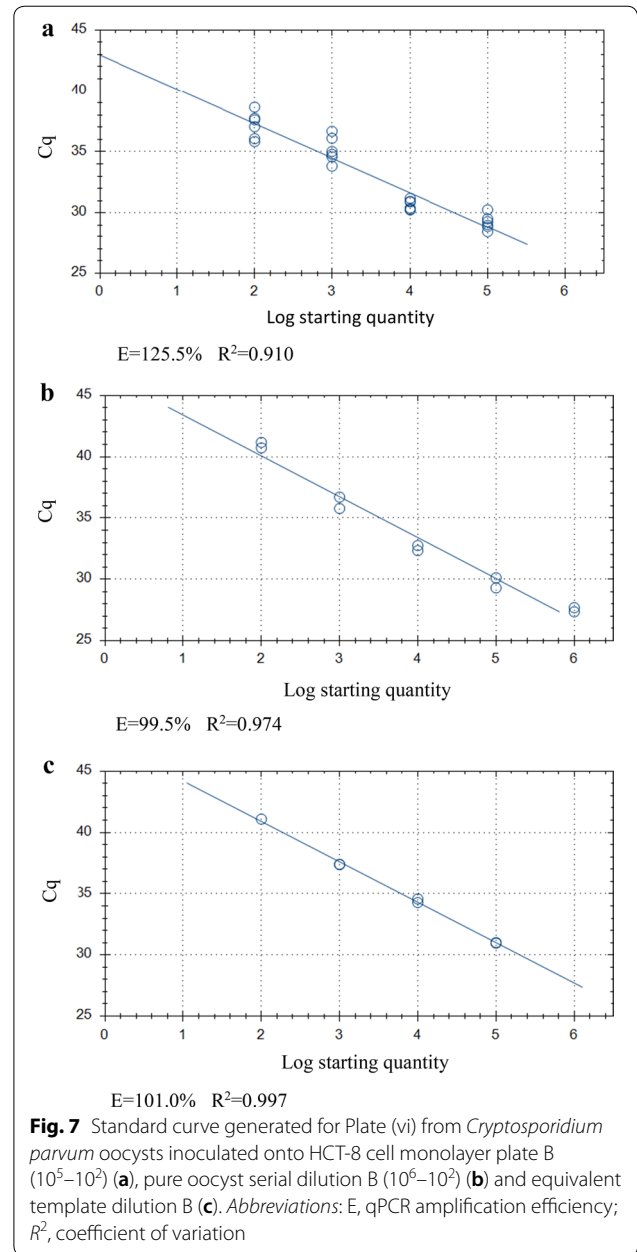 a
45
40
35
30
25
Cq
0 1 2 3 4 5 6
Log starting quantity
E=125.5% R²=0.910
b
45
40
35
30
25
Cq
0 1 2 3 4 5 6
Log starting quantity
E=99.5% R²=0.974
c
45
40
35
30
25
Cq
0 1 2 3 4 5 6
Log starting quantity
E=101.0% R²=0.997
Fig. 7 Standard curve generated for Plate (vi) from Cryptosporidium
parvum oocysts inoculated onto HCT-8 cell monolayer plate B
(10⁵–10²) (a), pure oocyst serial dilution B (10⁶–10²) (b) and equivalent
template dilution B (c). Abbreviations: E, qPCR amplification efficiency;
R², coefficient of variation